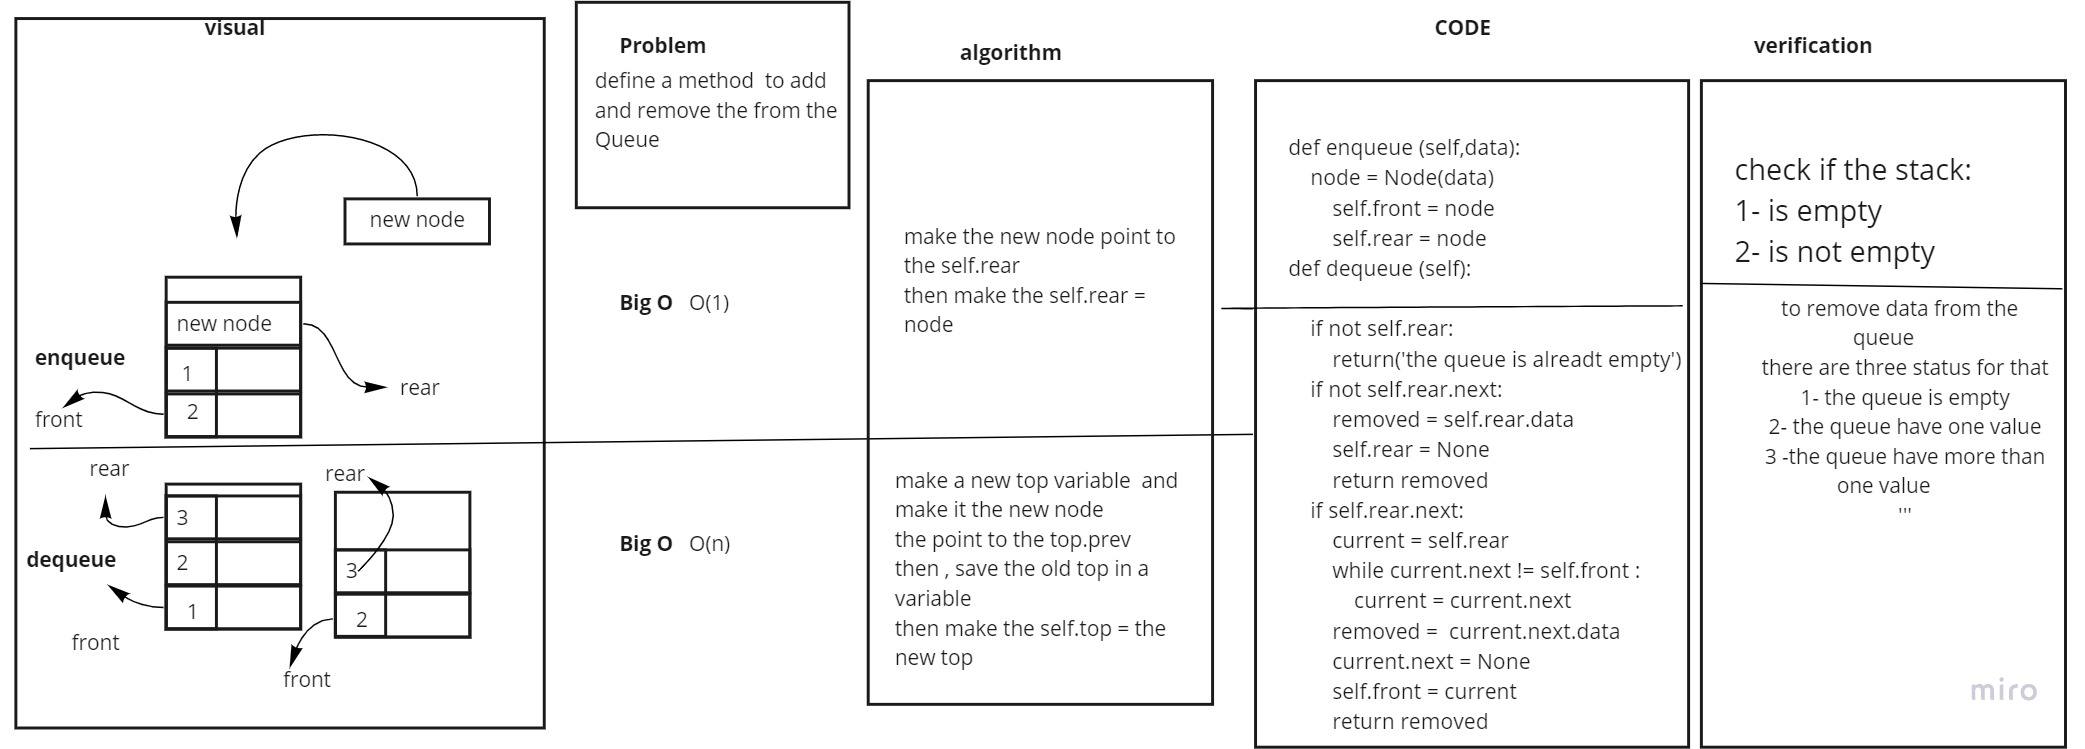 visual
new node
new node
enqueue
1
rear
2
front
rear
rear
3
2
3
dequeue
1
2
front
front
Problem
define a method  to add
and remove the from the
Queue
Big O   O(1)
Big O   O(n)
algorithm
make the new node point to
the self.rear
then make the self.rear =
node
make a new top variable  and
make it the new node
the point to the top.prev
then , save the old top in a
variable
then make the self.top = the
new top
CODE
def enqueue (self,data):
node = Node(data)
self.front = node
self.rear = node
def dequeue (self):
if not self.rear:
return('the queue is alreadt empty')
if not self.rear.next:
removed = self.rear.data
self.rear = None
return removed
if self.rear.next:
current = self.rear
while current.next != self.front :
current = current.next
removed =  current.next.data
current.next = None
self.front = current
return removed
verification
check if the stack:
1- is empty
2- is not empty
to remove data from the
queue
there are three status for that
1- the queue is empty
2- the queue have one value
3 -the queue have more than
one value
'''
miro